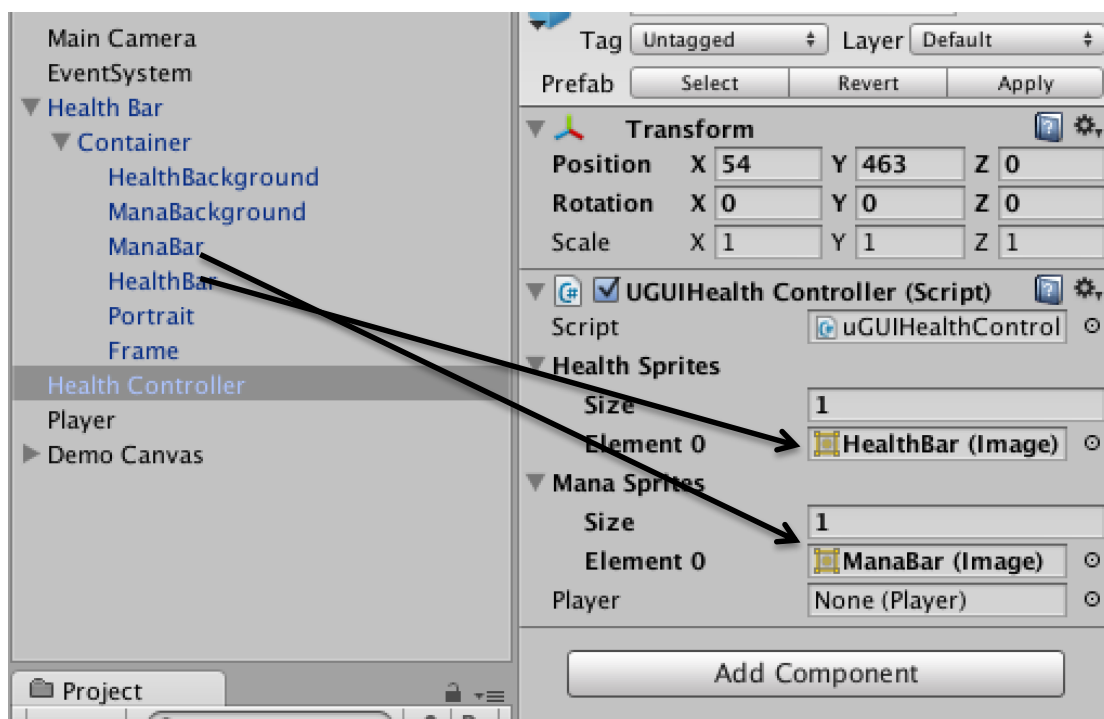 Main Camera
EventSystem
Health Bar
Container
HealthBackground
ManaBackground
ManaBar
HealthBar
Portrait
Frame
Health Controller
Player
Demo Canvas
Project
Tag Untagged Layer Default
Prefab Select Revert Apply
Transform
Position X 54 Y 463 Z 0
Rotation X 0 Y 0 Z 0
Scale X 1 Y 1 Z 1
C# UGUIHealth Controller (Script)
Script uGUIHealthControl
Health Sprites
Size 1
Element 0 HealthBar (Image)
Mana Sprites
Size 1
Element 0 ManaBar (Image)
Player None (Player)
Add Component